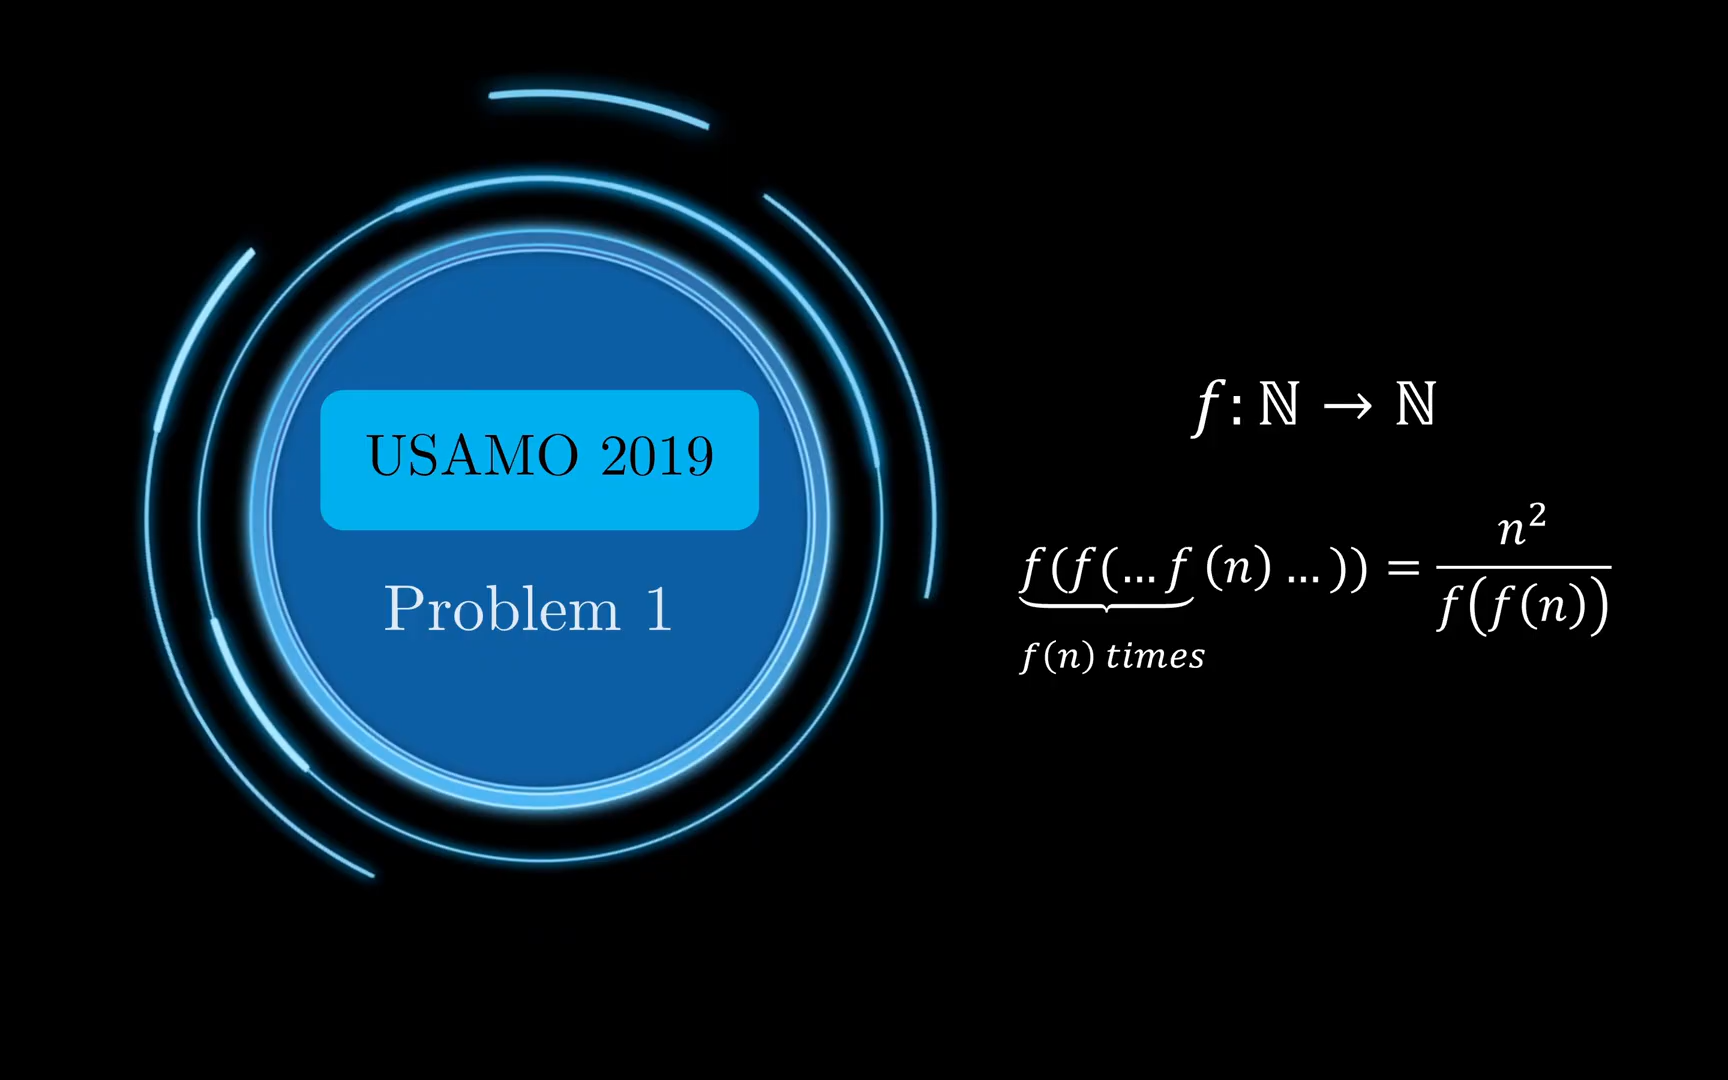 USAMO 2019
Problem 1
f: ℕ → ℕ
f(f(...f(n)...)) = n²/f(f(n))
f(n) times